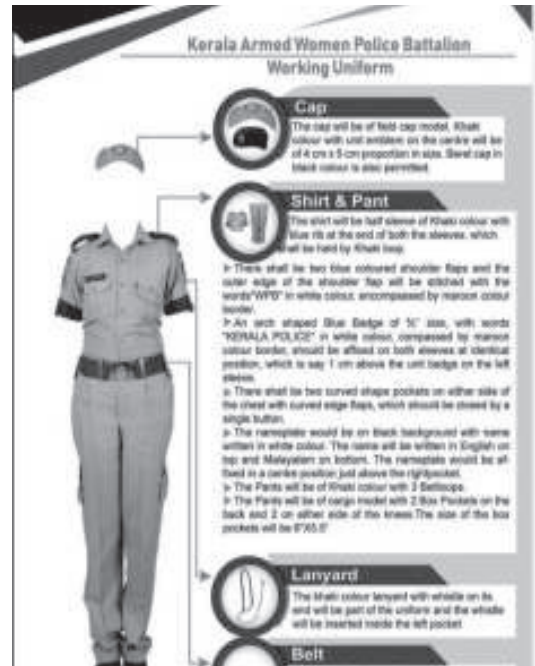 Kerala Armed Women Police Battalion
Working Uniform
Cap
The cap will be of field cap model, Khaki
colour with unit emblem on the centre will be
of 4 cm x 5 cm proportion in size. Beret cap in
black colour is also permitted.
Shirt & Pant
The shirt will be half sleeve of Khaki colour with
blue rib at the end of both the sleeves, which
shall be held by Khaki loop.
➢ There shall be two blue coloured shoulder flaps and the
outer edge of the shoulder flap will be stitched with the
words"WPB" in white colour, encompassed by maroon colour
border.
➢ An arch shaped Blue Badge of size, with words
"KERALA POLICE" in white colour, compassed by maroon
colour border, should be affixed on both sleeves at identical
position, which is say 1 cm above the unit badge on the left
sleeve.
➢ There shall be two curved shape pockets on either side of
the chest with curved edge flaps, which should be closed by a
single button.
➢ The nameplate would be on black background with name
written in white colour. The name will be written in English on
top and Malayalam on bottom. The nameplate would be af-
fixed in a centre position just above the rightpocket.
➢ The Pants will be of Khaki colour with Beltloops.
➢ The Pants will be of cargo model with 2 Box Pockets on the
back and 2 on either side of the knees.The size of the box
pockets will be
Lanyard
The khaki colour lanyard with whistle on its
end will be part of the uniform and the whistle
will be inserted inside the left pocket
Belt